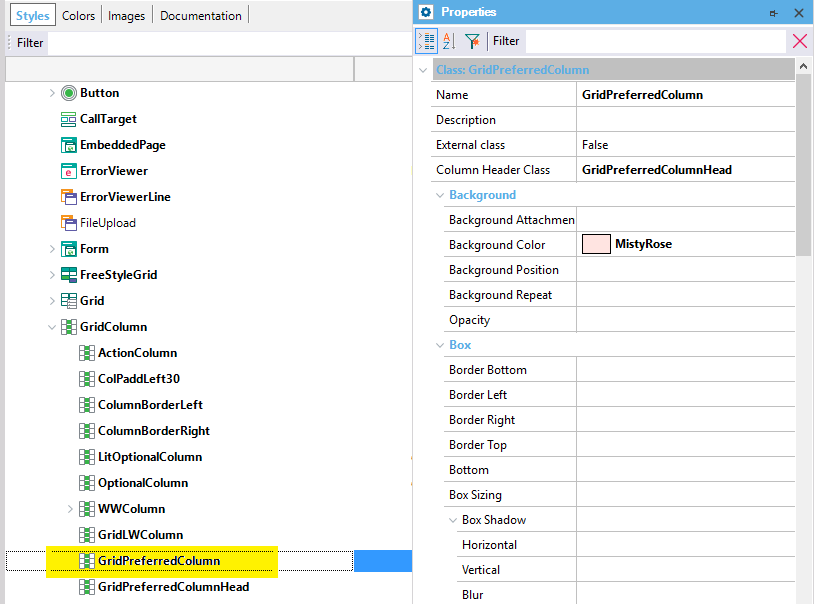 Styles Colors Images Documentation
Filter
Button
CallTarget
EmbeddedPage
ErrorViewer
ErrorViewerLine
FileUpload
Form
FreeStyleGrid
Grid
GridColumn
ActionColumn
ColPaddLeft30
ColumnBorderLeft
ColumnBorderRight
LitOptionalColumn
OptionalColumn
WWColumn
GridLWColumn
GridPreferredColumn
GridPreferredColumnHead
Properties
Filter
Class: GridPreferredColumn
Name GridPreferredColumn
Description
External class False
Column Header Class GridPreferredColumnHead
Background
Background Attachmen
Background Color MistyRose
Background Position
Background Repeat
Opacity
Box
Border Bottom
Border Left
Border Right
Border Top
Bottom
Box Sizing
Box Shadow
Horizontal
Vertical
Blur